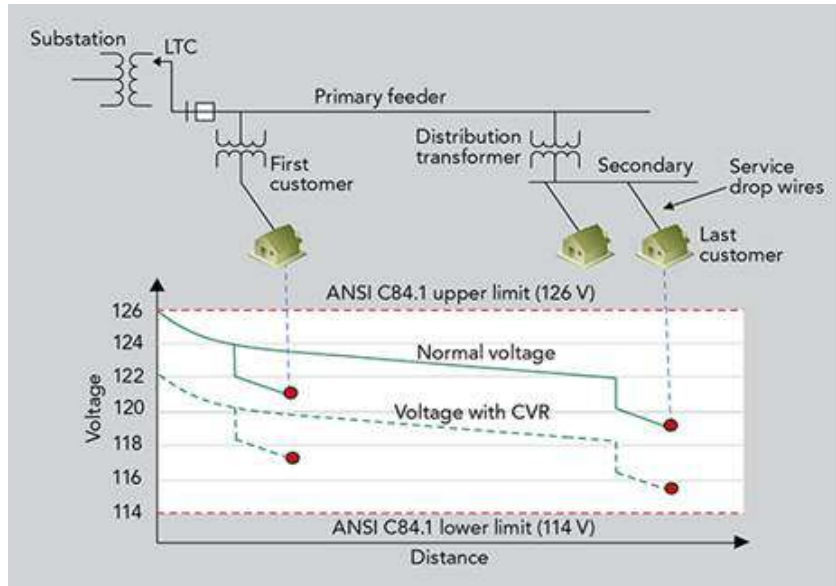 Substation
LTC
Primary feeder
First
customer
Distribution
transformer
Secondary
Service
drop wires
Last
customer
ANSI C84.1 upper limit (126 V)
126
124
122
120
118
116
114
Voltage
Normal voltage
Voltage with CVR
ANSI C84.1 lower limit (114 V)
Distance